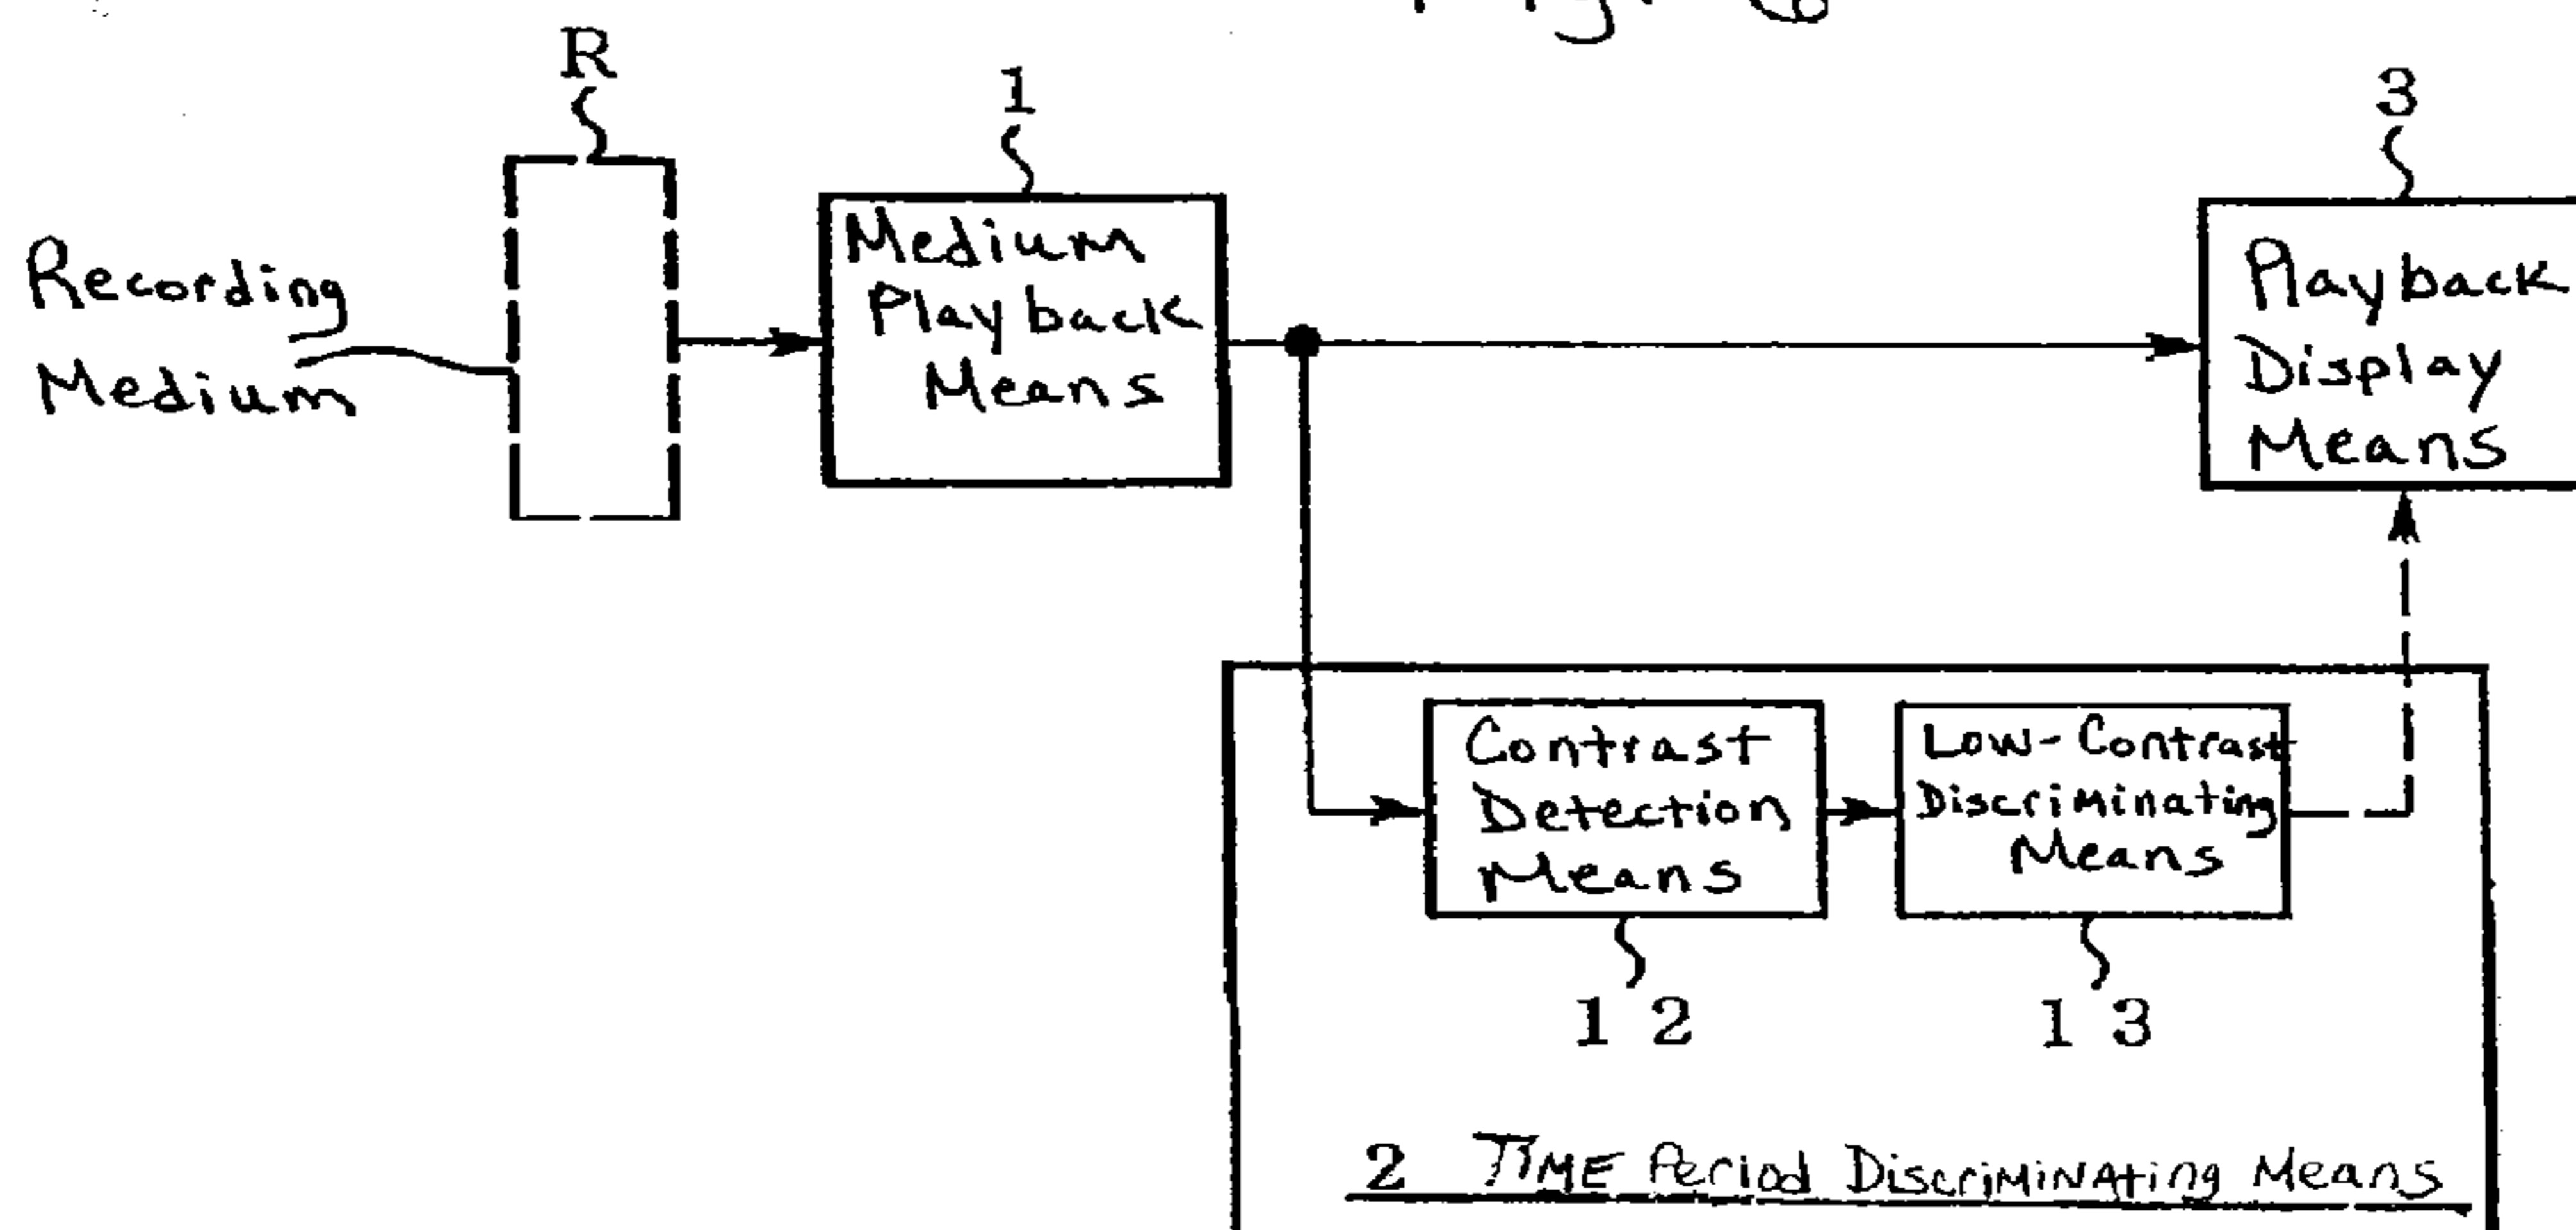 R
1
3
Recording
Medium
Medium
Playback
Means
Playback
Display
Means
Contrast
Detection
Means
Low-Contrast
Discriminating
Means
12
13
2 TIME Period DiscriMiNAting Means